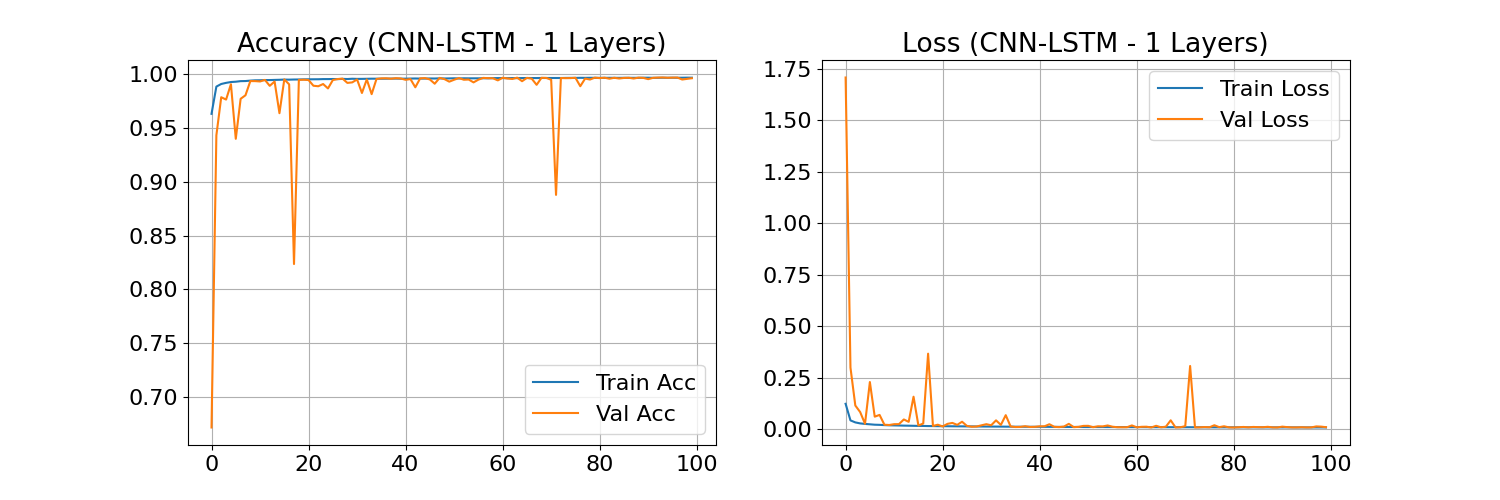 Accuracy (CNN-LSTM - 1 Layers)
1.00
0.95
0.90
0.85
0.80
0.75
0.70
0 20 40 60 80 100
Train Acc
Val Acc
Loss (CNN-LSTM - 1 Layers)
1.75
1.50
1.25
1.00
0.75
0.50
0.25
0.00
0 20 40 60 80 100
Train Loss
Val Loss